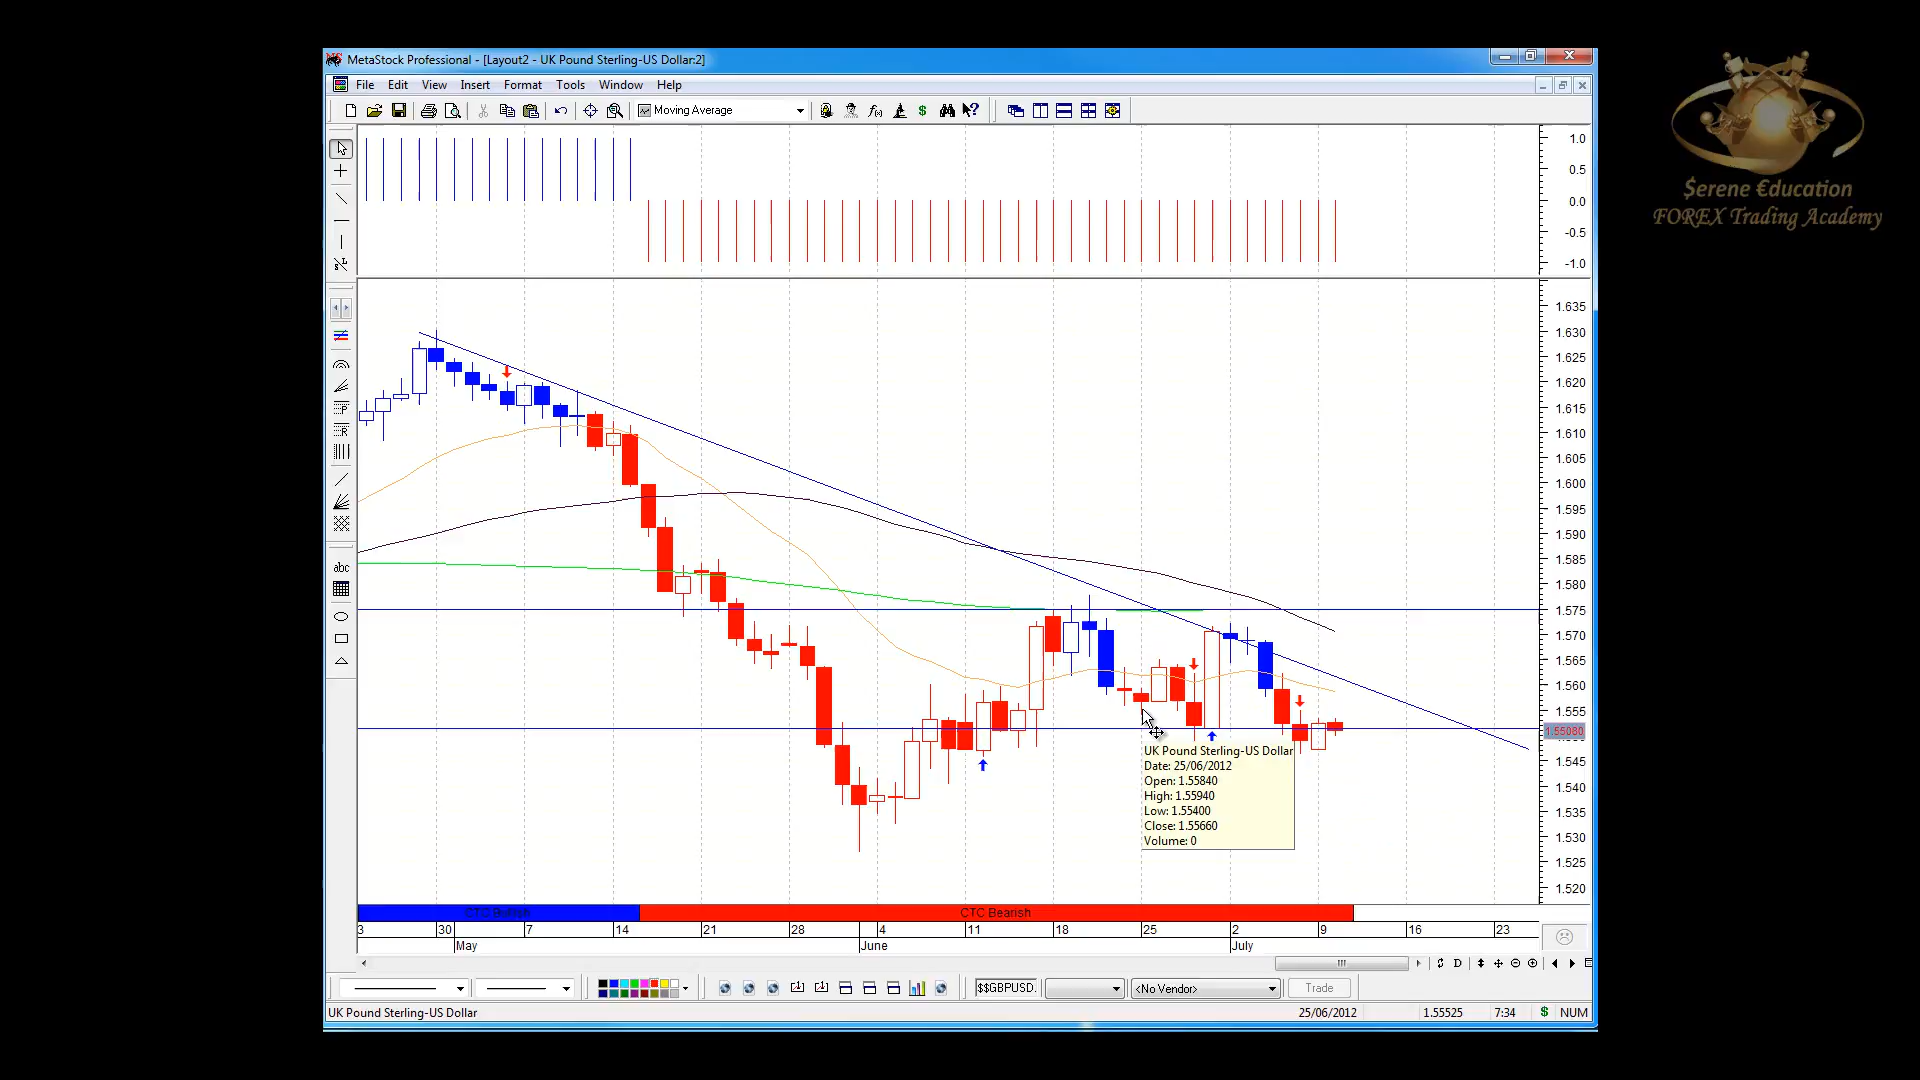 MetaStock Professional - [Layout2 - UK Pound Sterling-US Dollar:2]
File Edit View Insert Format Tools Window Help
Moving Average
$erene €ducation
FOREX Trading Academy
1.0
0.5
0.0
-0.5
-1.0
1.635
1.630
1.625
1.620
1.615
1.610
1.605
1.600
1.595
1.590
1.585
1.580
1.575
1.570
1.565
1.560
1.555
1.55080
1.545
1.540
1.535
1.530
1.525
1.520
abc
UK Pound Sterling-US Dollar
Date: 25/06/2012
Open: 1.55840
High: 1.55940
Low: 1.55400
Close: 1.55660
Volume: 0
CTC Bullish CTC Bearish
3 30 7 14 21 28 4 11 18 25 2 9 16 23
May June July
D
$$GBPUSD. <No Vendor> Trade
UK Pound Sterling-US Dollar 25/06/2012 1.55525 7:34 $ NUM